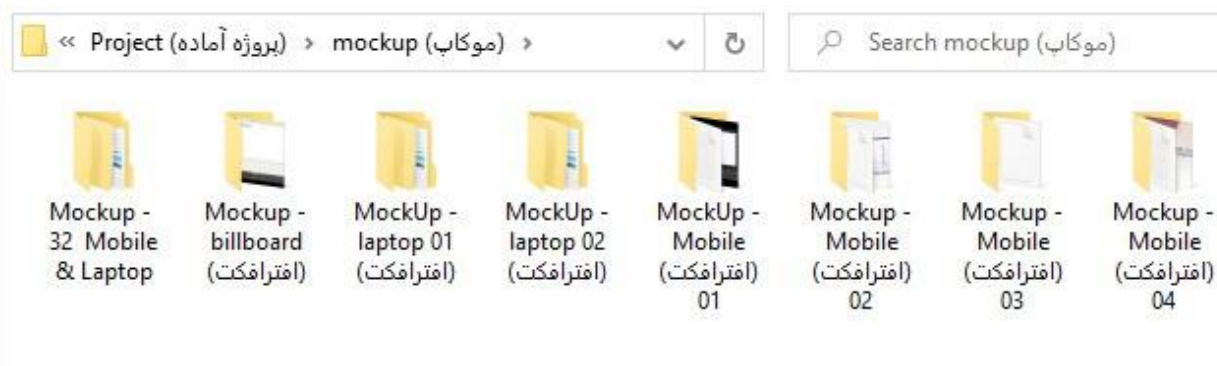 « Project (پروژه آماده) › mockup (موکاپ) ›
Search mockup (موکاپ)
Mockup -
32 Mobile
& Laptop
Mockup -
billboard
(افترافکت)
MockUp -
laptop 01
(افترافکت)
MockUp -
laptop 02
(افترافکت)
MockUp -
Mobile
(افترافکت)
01
Mockup -
Mobile
(افترافکت)
02
Mockup -
Mobile
(افترافکت)
03
Mockup -
Mobile
(افترافکت)
04